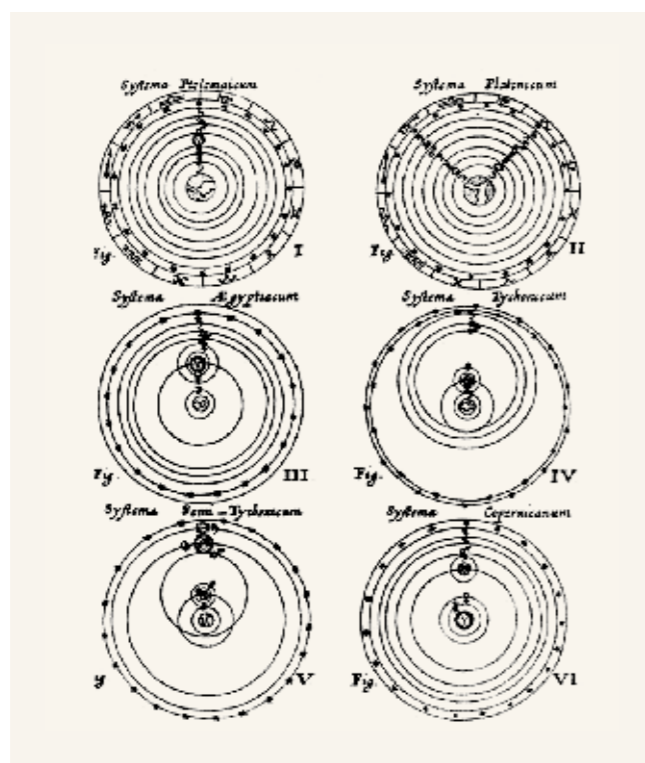 Systema Ptolemaicum
Systema Platonicum
Fig. I
Fig. II
Systema Ægyptiacum
Systema Tychonicum
Fig. III
Fig. IV
Systema Semi-Tychonicum
Systema Copernicanum
V
Fig. VI